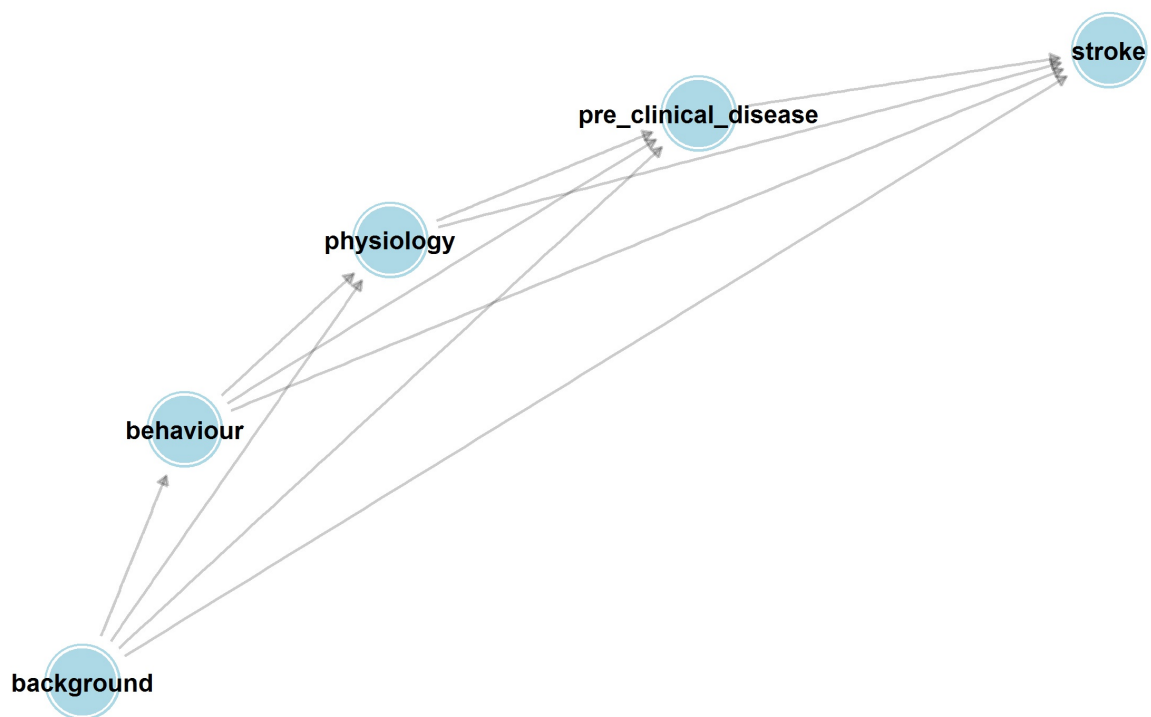 stroke
pre_clinical_disease
physiology
behaviour
background